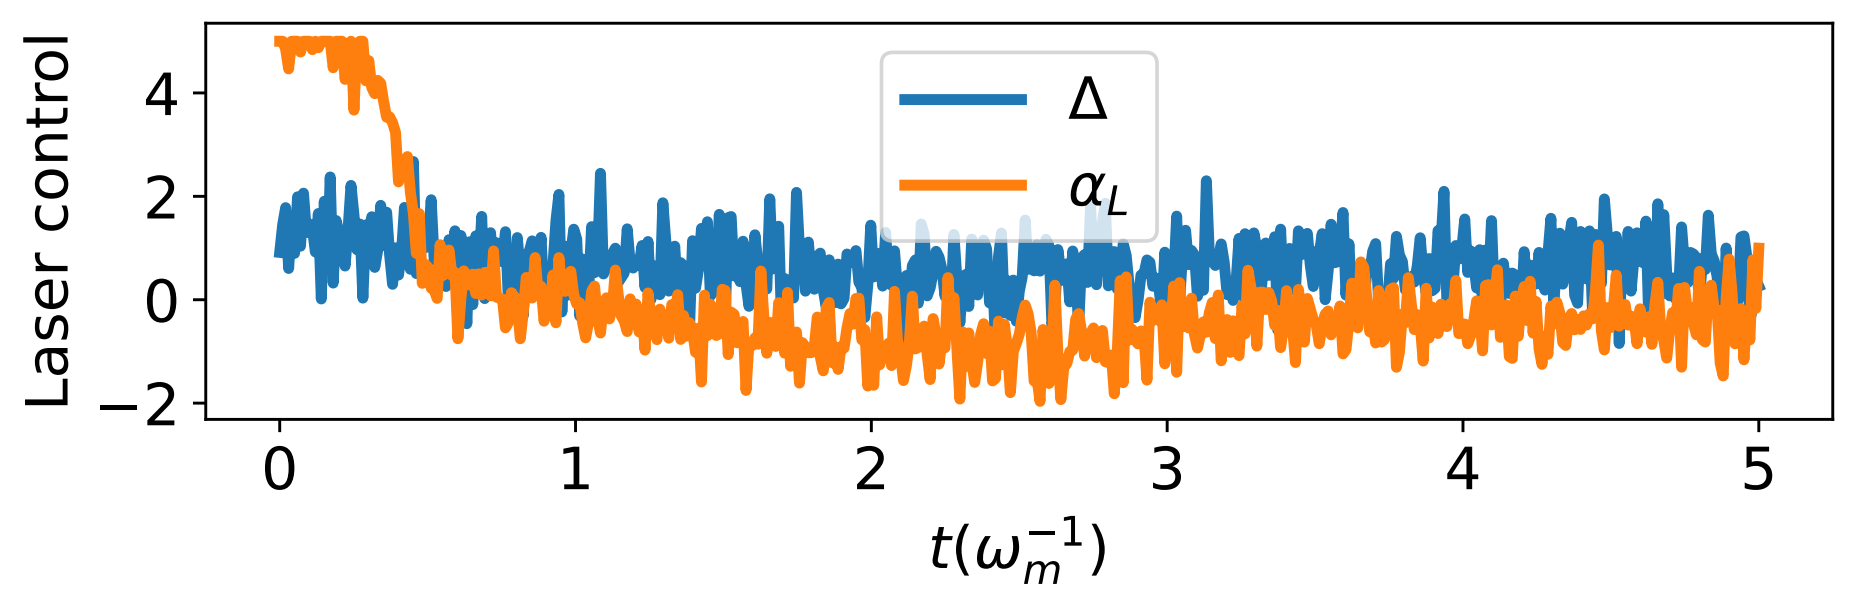 Laser control
4
2
0
−2
Δ
α_L
0 1 2 3 4 5
t(ω_m^{-1})